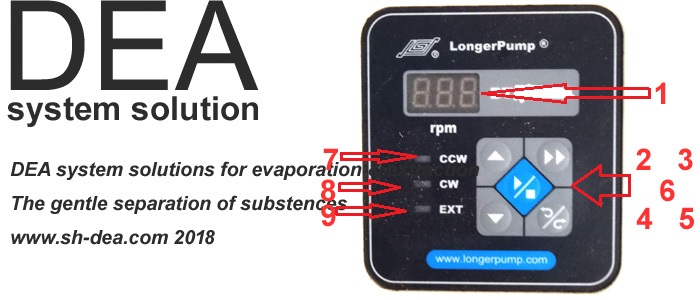 DEA
system solution
DEA system solutions for evaporation
The gentle separation of substences
www.sh-dea.com 2018
LongerPump ®
1
rpm
7 CCW 2 3
8 CW 6
9 EXT 4 5
www.longerpump.com